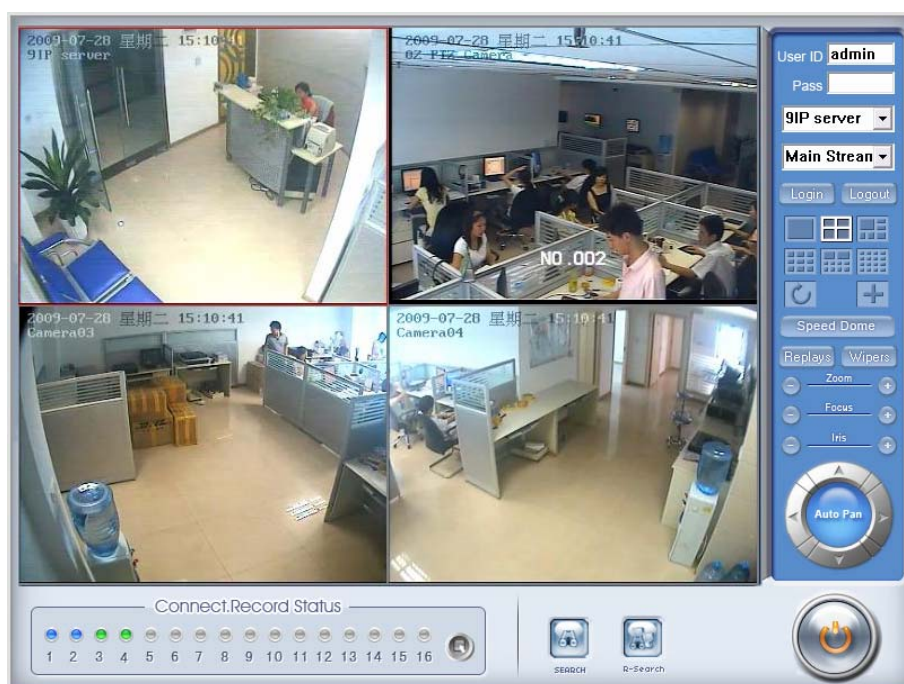 2009-07-28 星期二 15:10:41
9IP server
2009-07-28 星期二 15:10:41
02 PTZ Camera
NO.002
2009-07-28 星期二 15:10:41
Camera03
2009-07-28 星期二 15:10:41
Camera04
User ID admin
Pass
9IP server
Main Strean
Login Logout
Speed Dome
Replays Wipers
Zoom
Focus
Iris
Auto Pan
Connect.Record Status
1 2 3 4 5 6 7 8 9 10 11 12 13 14 15 16
SEARCH R-Search